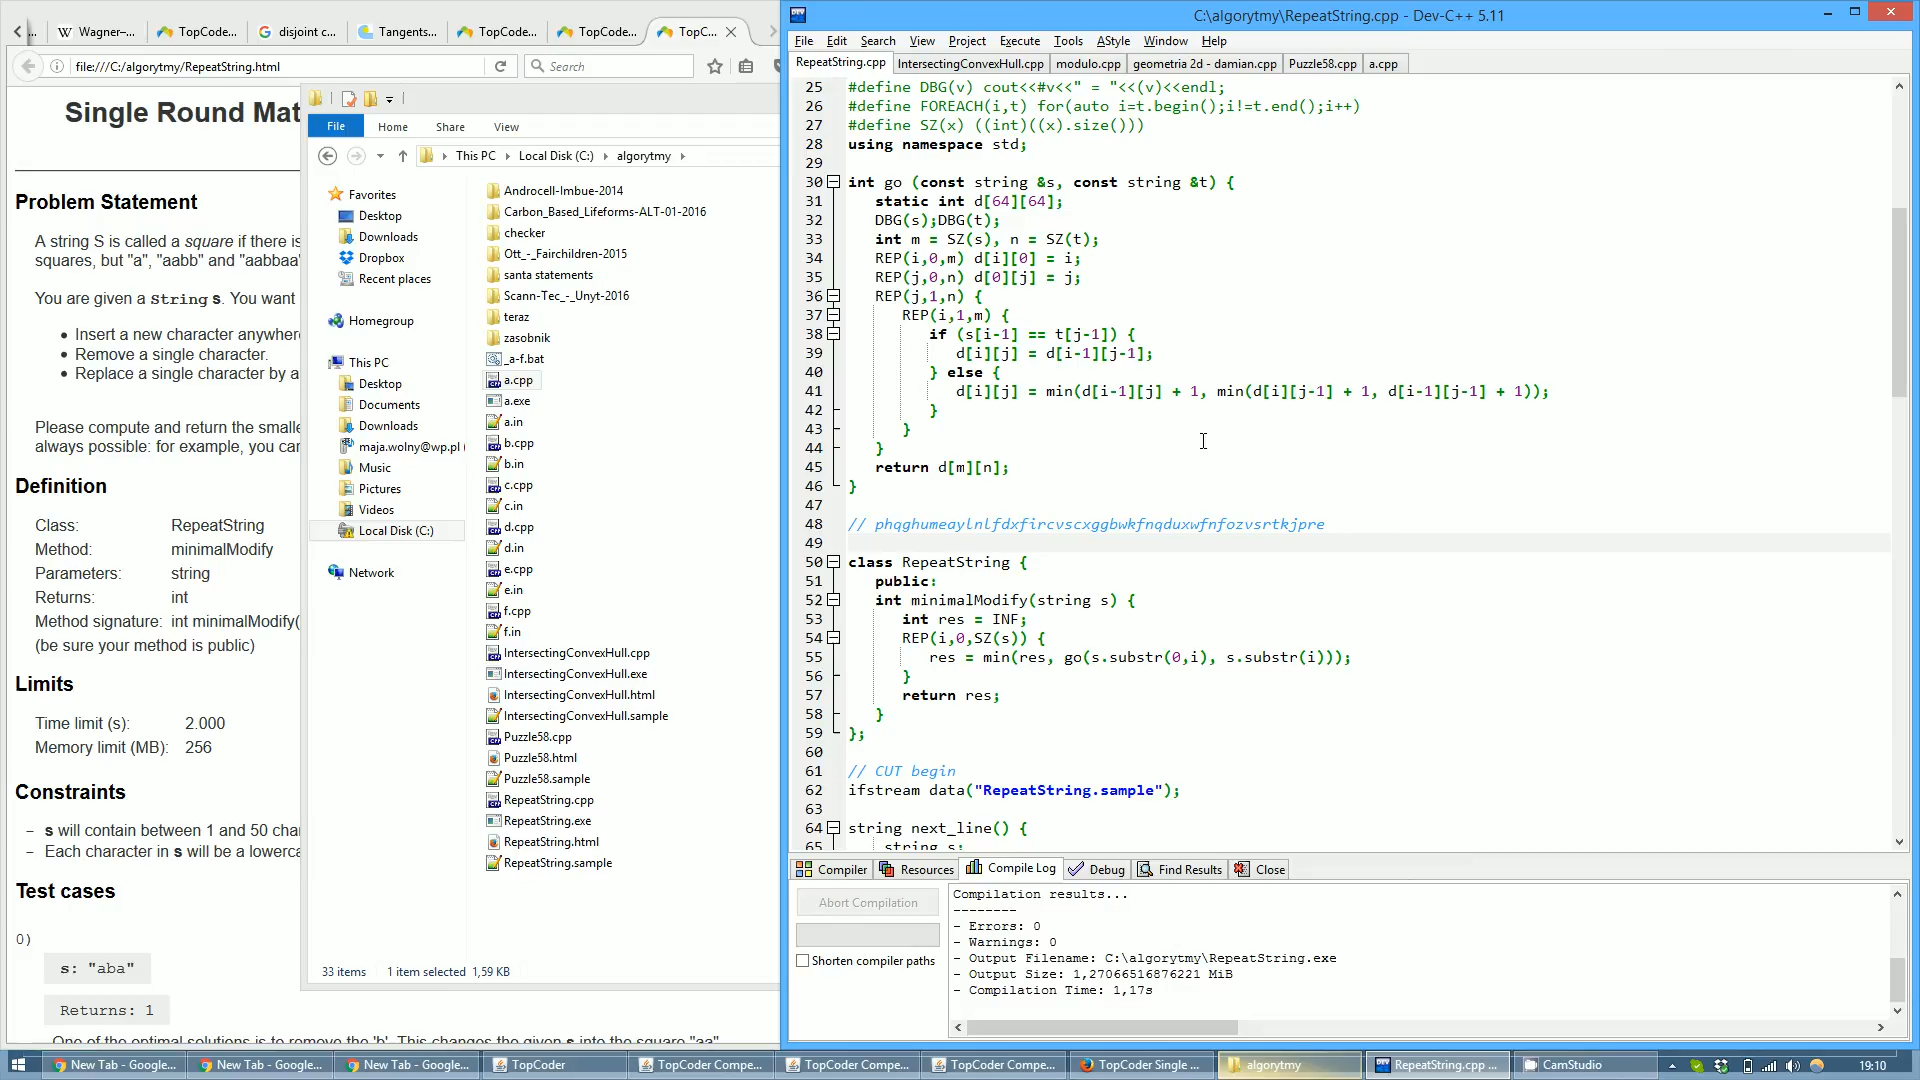 ...
Wagner–...
TopCode...
disjoint c...
Tangents...
TopCode...
TopCode...
TopC...
file:///C:/algorytmy/RepeatString.html
Search
Single Round Mat
Problem Statement
A string S is called a square if there is
squares, but "a", "aabb" and "aabbaa"
You are given a String s. You want
Insert a new character anywhere
Remove a single character.
Replace a single character by a
Please compute and return the smalle
always possible: for example, you can
Definition
Class: RepeatString
Method: minimalModify
Parameters: string
Returns: int
Method signature: int minimalModify(
(be sure your method is public)
Limits
Time limit (s): 2.000
Memory limit (MB): 256
Constraints
– s will contain between 1 and 50 cha
– Each character in s will be a lowerca
Test cases
0)
s: "aba"
Returns: 1
One of the optimal solutions is to remove the 'b'. This changes the given s into the square "aa".
File Home Share View
This PC Local Disk (C:) algorytmy
Favorites
Desktop
Downloads
Dropbox
Recent places
Homegroup
This PC
Desktop
Documents
Downloads
maja.wolny@wp.pl (
Music
Pictures
Videos
Local Disk (C:)
Network
Androcell-Imbue-2014
Carbon_Based_Lifeforms-ALT-01-2016
checker
Ott_-_Fairchildren-2015
santa statements
Scann-Tec_-_Unyt-2016
teraz
zasobnik
_a-f.bat
a.cpp
a.exe
a.in
b.cpp
b.in
c.cpp
c.in
d.cpp
d.in
e.cpp
e.in
f.cpp
f.in
IntersectingConvexHull.cpp
IntersectingConvexHull.exe
IntersectingConvexHull.html
IntersectingConvexHull.sample
Puzzle58.cpp
Puzzle58.html
Puzzle58.sample
RepeatString.cpp
RepeatString.exe
RepeatString.html
RepeatString.sample
33 items 1 item selected 1,59 KB
DEV
C:\algorytmy\RepeatString.cpp - Dev-C++ 5.11
File Edit Search View Project Execute Tools AStyle Window Help
RepeatString.cpp IntersectingConvexHull.cpp modulo.cpp geometria 2d - damian.cpp Puzzle58.cpp a.cpp
25 #define DBG(v) cout<<#v<<" = "<<(v)<<endl;
26 #define FOREACH(i,t) for(auto i=t.begin();i!=t.end();i++)
27 #define SZ(x) ((int)((x).size()))
28 using namespace std;
29
30 int go (const string &s, const string &t) {
31 static int d[64][64];
32 DBG(s);DBG(t);
33 int m = SZ(s), n = SZ(t);
34 REP(i,0,m) d[i][0] = i;
35 REP(j,0,n) d[0][j] = j;
36 REP(j,1,n) {
37 REP(i,1,m) {
38 if (s[i-1] == t[j-1]) {
39 d[i][j] = d[i-1][j-1];
40 } else {
41 d[i][j] = min(d[i-1][j] + 1, min(d[i][j-1] + 1, d[i-1][j-1] + 1));
42 }
43 }
44 }
45 return d[m][n];
46 }
47
48 // phqghumeaylnlfdxfircvscxggbwkfnqduxwfnfozvsrtkjpre
49
50 class RepeatString {
51 public:
52 int minimalModify(string s) {
53 int res = INF;
54 REP(i,0,SZ(s)) {
55 res = min(res, go(s.substr(0,i), s.substr(i)));
56 }
57 return res;
58 }
59 };
60
61 // CUT begin
62 ifstream data("RepeatString.sample");
63
64 string next_line() {
65 string s;
Compiler Resources Compile Log Debug Find Results Close
Abort Compilation
Shorten compiler paths
Compilation results...
--------
- Errors: 0
- Warnings: 0
- Output Filename: C:\algorytmy\RepeatString.exe
- Output Size: 1,27066516876221 MiB
- Compilation Time: 1,17s
New Tab - Google...
New Tab - Google...
New Tab - Google...
TopCoder
TopCoder Compe...
TopCoder Compe...
TopCoder Compe...
TopCoder Single ...
algorytmy
RepeatString.cpp ...
CamStudio
19:10